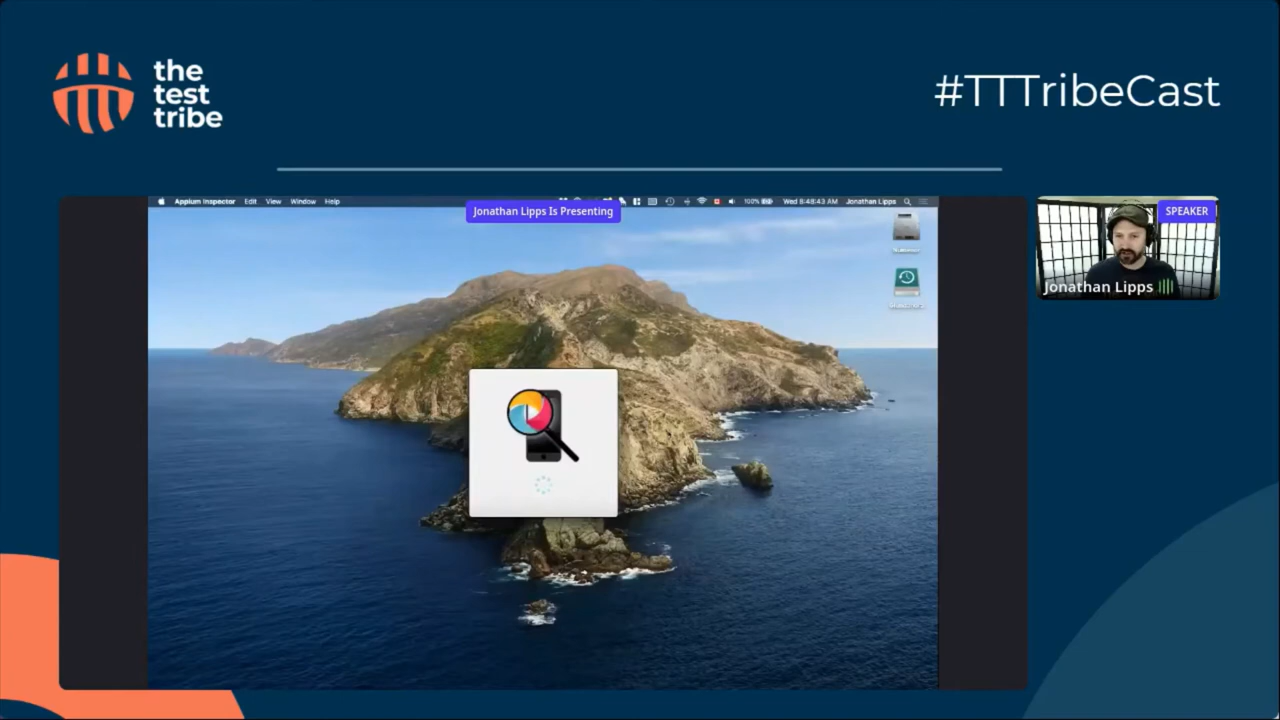 the
test
tribe
#TTTribeCast
Appium Inspector Edit View Window Help
100% Wed 8:48:43 AM Jonathan Lipps
Jonathan Lipps Is Presenting
SPEAKER
Jonathan Lipps